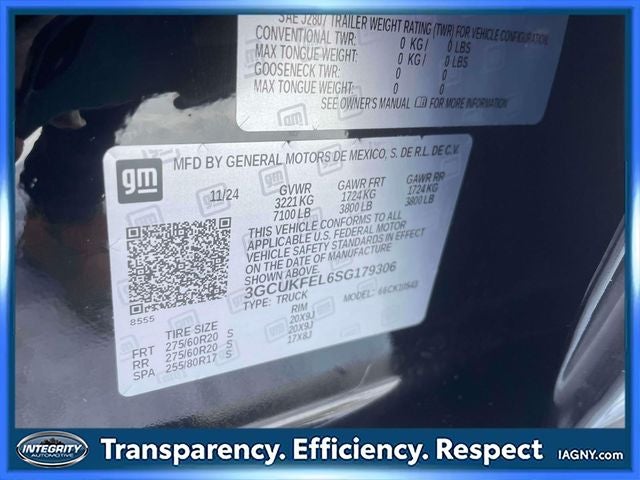 SAE J2807 TRAILER WEIGHT RATING (TWR) FOR VEHICLE CONFIGURATION
CONVENTIONAL TWR: 0 KG/ 0 LBS
MAX TONGUE WEIGHT: 0 KG/ 0 LBS
GOOSENECK TWR: 0 0
MAX TONGUE WEIGHT: 0 0
SEE OWNER'S MANUAL FOR MORE INFORMATION
gm
MFD BY GENERAL MOTORS DE MEXICO, S. DE R.L. DE C.V.
11/24 GVWR GAWR FRT GAWR RR
3221 KG 1724 KG 1724 KG
7100 LB 3800 LB 3800 LB
THIS VEHICLE CONFORMS TO ALL
APPLICABLE U.S. FEDERAL MOTOR
VEHICLE SAFETY STANDARDS IN EFFECT
ON THE DATE OF MANUFACTURE
SHOWN ABOVE.
3GCUKFEL6SG179306
TYPE: TRUCK MODEL: 66CK10543
8555
TIRE SIZE RIM
FRT 275/60R20 S 20X9J
RR 275/60R20 S 20X9J
SPA 255/80R17 S 17X8J
INTEGRITY
AUTOMOTIVE
Transparency. Efficiency. Respect
IAGNY.com